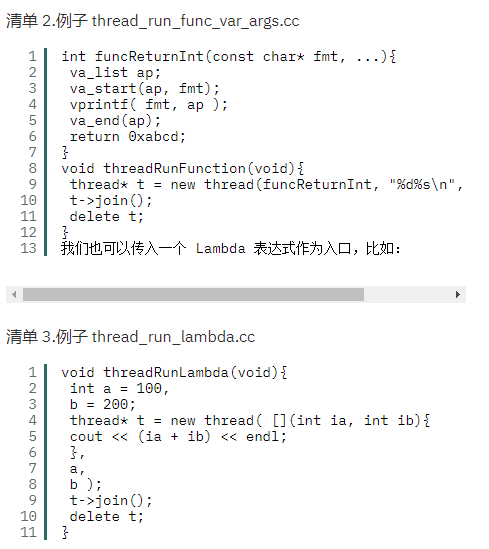 清单 2.例子 thread_run_func_var_args.cc
1 int funcReturnInt(const char* fmt, ...){
2 va_list ap;
3 va_start(ap, fmt);
4 vprintf( fmt, ap );
5 va_end(ap);
6 return 0xabcd;
7 }
8 void threadRunFunction(void){
9 thread* t = new thread(funcReturnInt, "%d%s\n",
10 t->join();
11 delete t;
12 }
13 我们也可以传入一个 Lambda 表达式作为入口，比如：
清单 3.例子 thread_run_lambda.cc
1 void threadRunLambda(void){
2 int a = 100,
3 b = 200;
4 thread* t = new thread( [](int ia, int ib){
5 cout << (ia + ib) << endl;
6 },
7 a,
8 b );
9 t->join();
10 delete t;
11 }